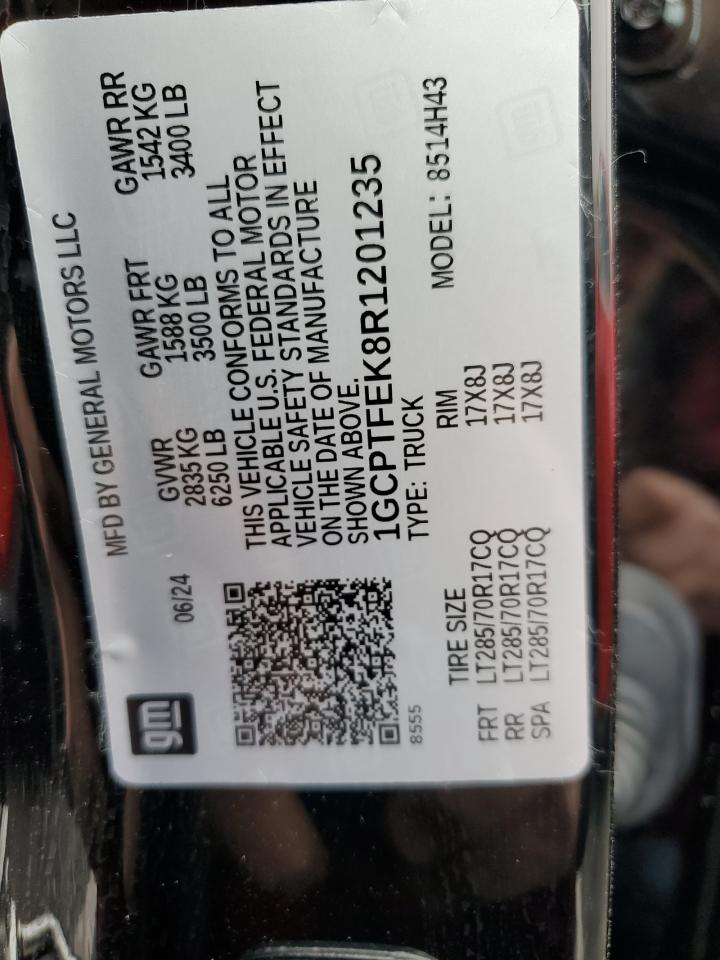 gm
MFD BY GENERAL MOTORS LLC
06/24
GVWR GAWR FRT GAWR RR
2835 KG 1588 KG 1542 KG
6250 LB 3500 LB 3400 LB
THIS VEHICLE CONFORMS TO ALL
APPLICABLE U.S. FEDERAL MOTOR
VEHICLE SAFETY STANDARDS IN EFFECT
ON THE DATE OF MANUFACTURE
SHOWN ABOVE.
1GCPTFEK8R1201235
8555
TYPE: TRUCK MODEL: 8514H43
TIRE SIZE RIM
FRT LT285/70R17CQ 17X8J
RR LT285/70R17CQ 17X8J
SPA LT285/70R17CQ 17X8J